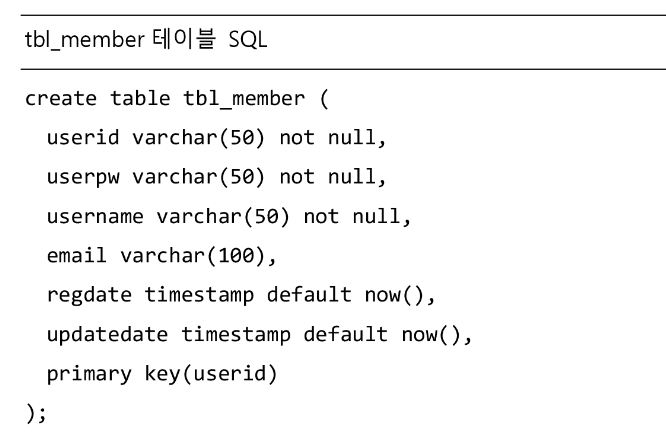 tbl_member 테이블 SQL
create table tbl_member (
userid varchar(50) not null,
userpw varchar(50) not null,
username varchar(50) not null,
email varchar(100),
regdate timestamp default now(),
updatedate timestamp default now(),
primary key(userid)
);